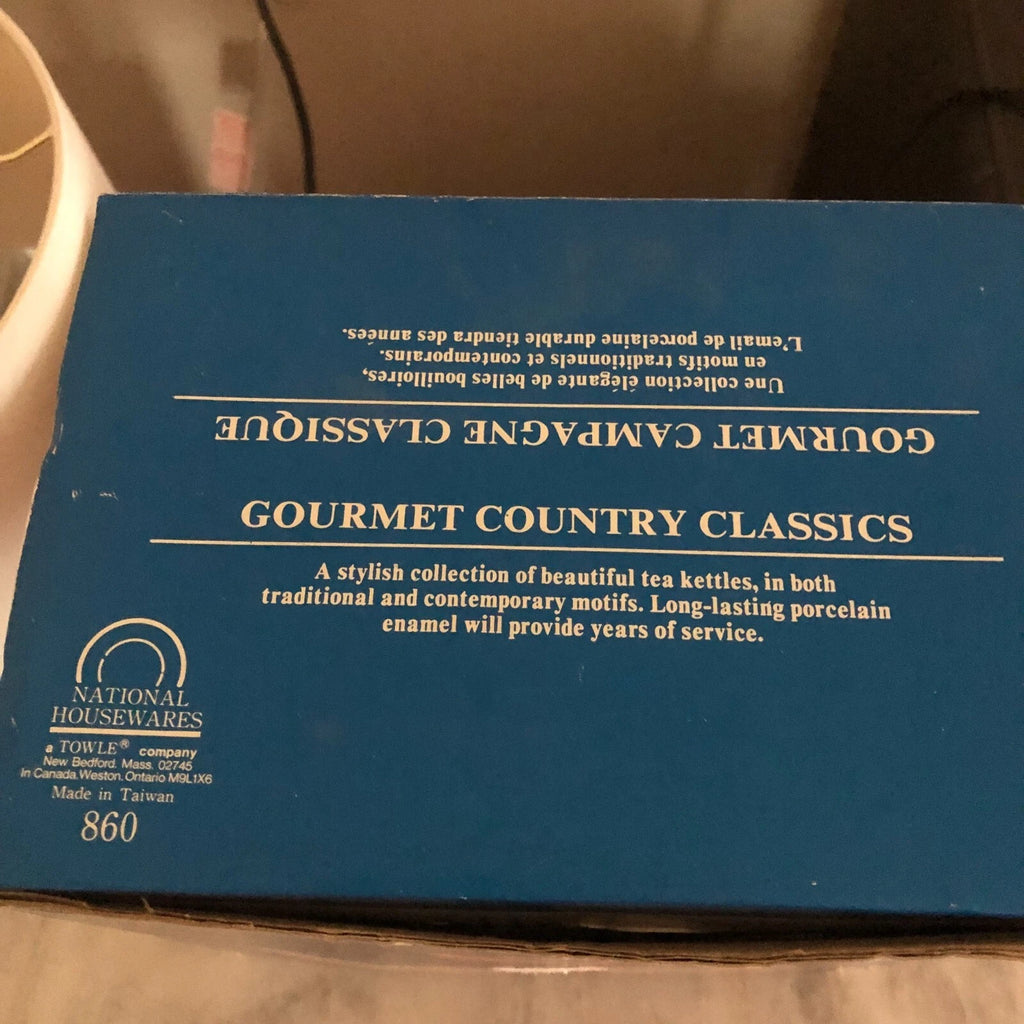 L'email de porcelaine durable tiendra des années.
en motifs traditionnels et contemporains.
Une collection élégante de belles bouilloires,
GOURMET CAMPAGNE CLASSIQUE
GOURMET COUNTRY CLASSICS
A stylish collection of beautiful tea kettles, in both
traditional and contemporary motifs. Long-lasting porcelain
enamel will provide years of service.
NATIONAL
HOUSEWARES
a TOWLE® company
New Bedford, Mass. 02745
In Canada, Weston, Ontario M9L1X6
Made in Taiwan
860